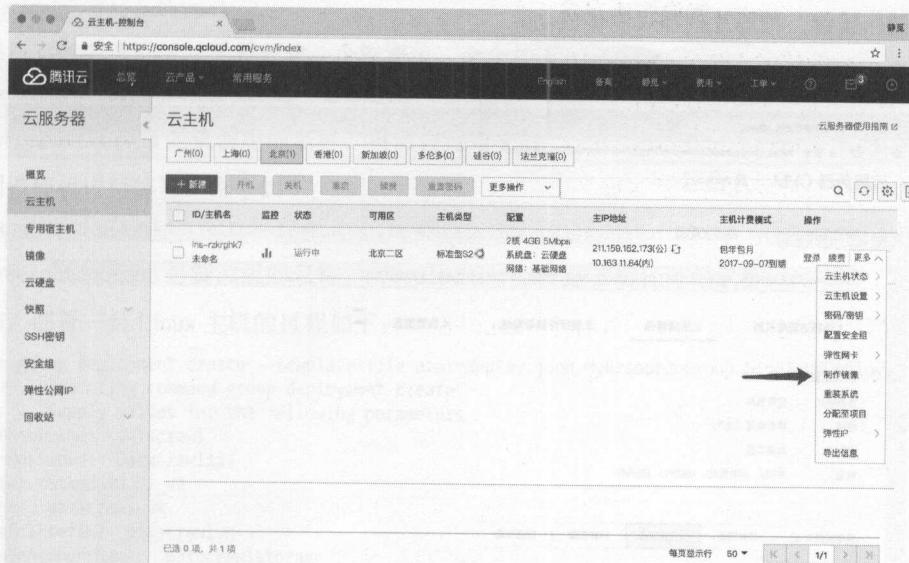 云主机-控制台 ×
静觅
安全 | https://console.qcloud.com/cvm/index
腾讯云 总览 云产品 常用服务 English 备案 静觅 费用 工单 3
云服务器
云主机
云服务器使用指南
广州(0) 上海(0) 北京(1) 香港(0) 新加坡(0) 多伦多(0) 硅谷(0) 法兰克福(0)
+ 新建 开机 关机 重启 续费 重置密码 更多操作
概览
云主机
专用宿主机
镜像
云硬盘
快照
SSH密钥
安全组
弹性公网IP
回收站
ID/主机名 监控 状态 可用区 主机类型 配置 主IP地址 主机计费模式 操作
ins-rzkrghk7
未命名
运行中 北京二区 标准型S2
2核 4GB 5Mbps
系统盘：云硬盘
网络：基础网络
211.159.162.173(公)
10.163.11.64(内)
包年包月
2017-09-07到期
登录 续费 更多
云主机状态 >
云主机设置 >
密码/密钥 >
配置安全组
弹性网卡 >
制作镜像
重装系统
分配至项目
弹性IP >
导出信息
已选 0 项，共 1 项
每页显示行 50 1/1